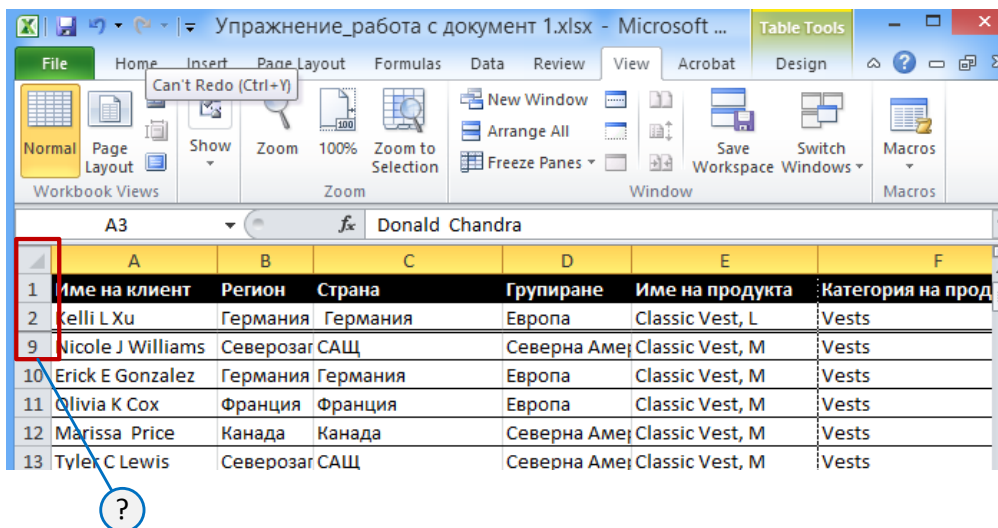 Упражнение_работа с документ 1.xlsx - Microsoft ...
Table Tools
File Home Insert Page Layout Formulas Data Review View Acrobat Design
Can't Redo (Ctrl+Y)
Normal
Page Layout
Show
Zoom
100%
Zoom to Selection
New Window
Arrange All
Freeze Panes
Save Workspace
Switch Windows
Macros
Workbook Views Zoom Window Macros
A3 fx Donald Chandra
A B C D E F
1 Име на клиент Регион Страна Групиране Име на продукта Категория на прод
2 Kelli L Xu Германия Германия Европа Classic Vest, L Vests
9 Nicole J Williams Северозап САЩ Северна Амер Classic Vest, M Vests
10 Erick E Gonzalez Германия Германия Европа Classic Vest, M Vests
11 Olivia K Cox Франция Франция Европа Classic Vest, M Vests
12 Marissa Price Канада Канада Северна Амер Classic Vest, M Vests
13 Tyler C Lewis Северозап САЩ Северна Амер Classic Vest, M Vests
?